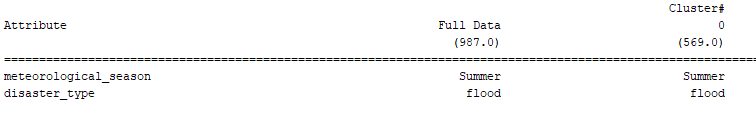 Cluster#
Attribute Full Data 0
(987.0) (569.0)
================================================================================================
meteorological_season Summer Summer
disaster_type flood flood